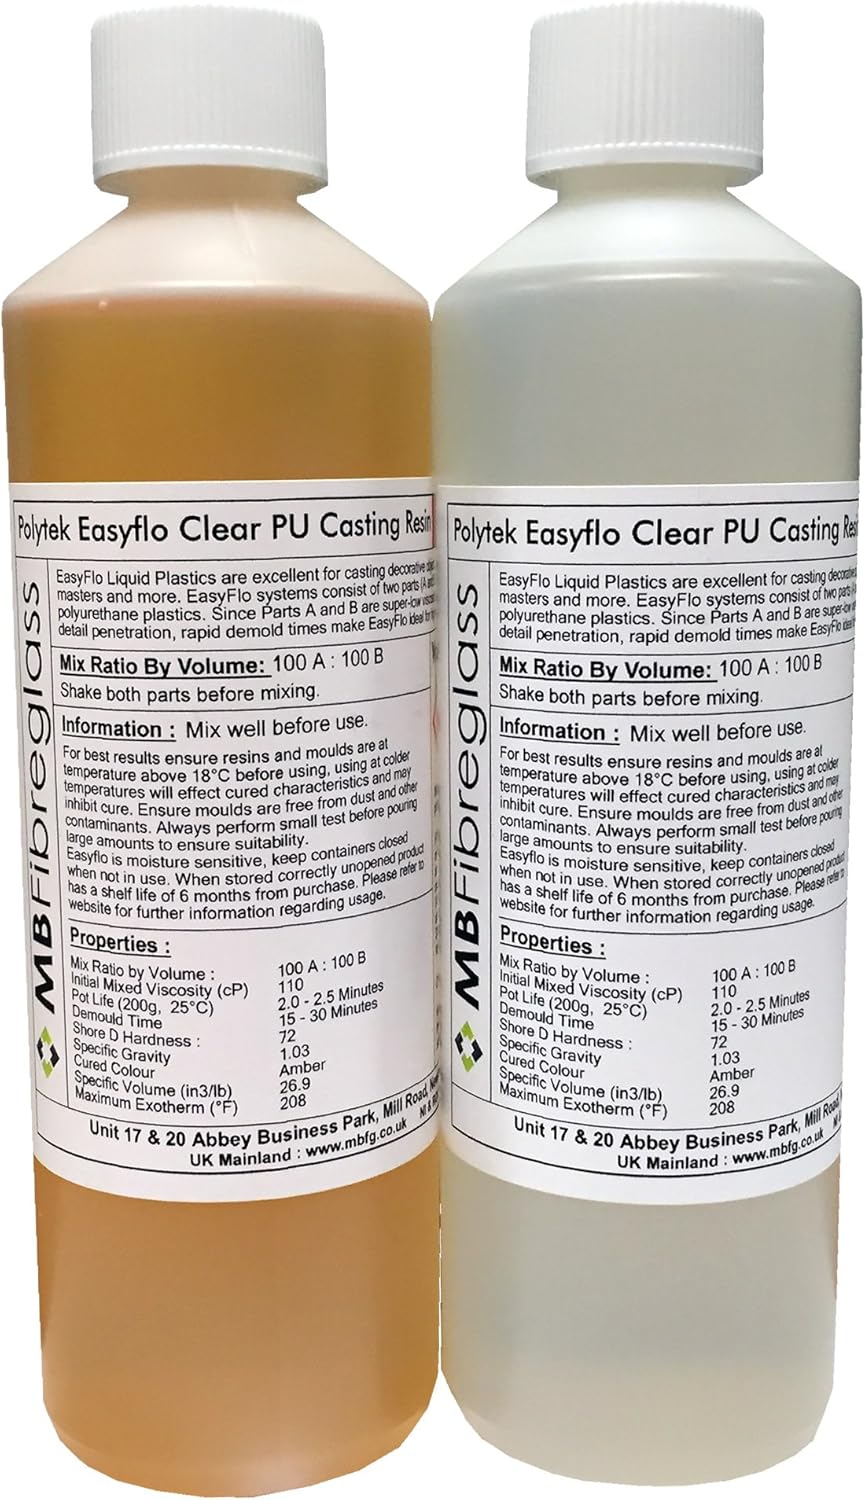 Polytek Easyflo Clear PU Casting Resin
MBFibreglass
EasyFlo Liquid Plastics are excellent for casting decorative
masters and more. EasyFlo systems consist of two parts (A and
polyurethane plastics. Since Parts A and B are super-low
detail penetration, rapid demold times make EasyFlo ideal for
Mix Ratio By Volume: 100 A : 100 B
Shake both parts before mixing.
Information : Mix well before use.
For best results ensure resins and moulds are at
temperature above 18°C before using, using at colder
temperatures will effect cured characteristics and may
inhibit cure. Ensure moulds are free from dust and other
contaminants. Always perform small test before pouring
large amounts to ensure suitability.
Easyflo is moisture sensitive, keep containers closed
when not in use. When stored correctly unopened product
has a shelf life of 6 months from purchase. Please refer to
website for further information regarding usage.
Properties :
Mix Ratio by Volume : 100 A : 100 B
Initial Mixed Viscosity (cP) 110
Pot Life (200g, 25°C) 2.0 - 2.5 Minutes
Demould Time 15 - 30 Minutes
Shore D Hardness : 72
Specific Gravity 1.03
Cured Colour Amber
Specific Volume (in3/lb) 26.9
Maximum Exotherm (°F) 208
Unit 17 & 20 Abbey Business Park, Mill Road,
UK Mainland : www.mbfg.co.uk NI &
Polytek Easyflo Clear PU Casting Resin
MBFibreglass
EasyFlo Liquid Plastics are excellent for casting decorative
masters and more. EasyFlo systems consist of two parts (A
polyurethane plastics. Since Parts A and B are super-low
detail penetration, rapid demold times make EasyFlo ideal for
Mix Ratio By Volume: 100 A : 100 B
Shake both parts before mixing.
Information : Mix well before use.
For best results ensure resins and moulds are at
temperature above 18°C before using, using at colder
temperatures will effect cured characteristics and may
inhibit cure. Ensure moulds are free from dust and other
contaminants. Always perform small test before pouring
large amounts to ensure suitability.
Easyflo is moisture sensitive, keep containers closed
when not in use. When stored correctly unopened product
has a shelf life of 6 months from purchase. Please refer to
website for further information regarding usage.
Properties :
Mix Ratio by Volume : 100 A : 100 B
Initial Mixed Viscosity (cP) 110
Pot Life (200g, 25°C) 2.0 - 2.5 Minutes
Demould Time 15 - 30 Minutes
Shore D Hardness : 72
Specific Gravity 1.03
Cured Colour Amber
Specific Volume (in3/lb) 26.9
Maximum Exotherm (°F) 208
Unit 17 & 20 Abbey Business Park, Mill Road,
UK Mainland : www.mbfg.co.uk